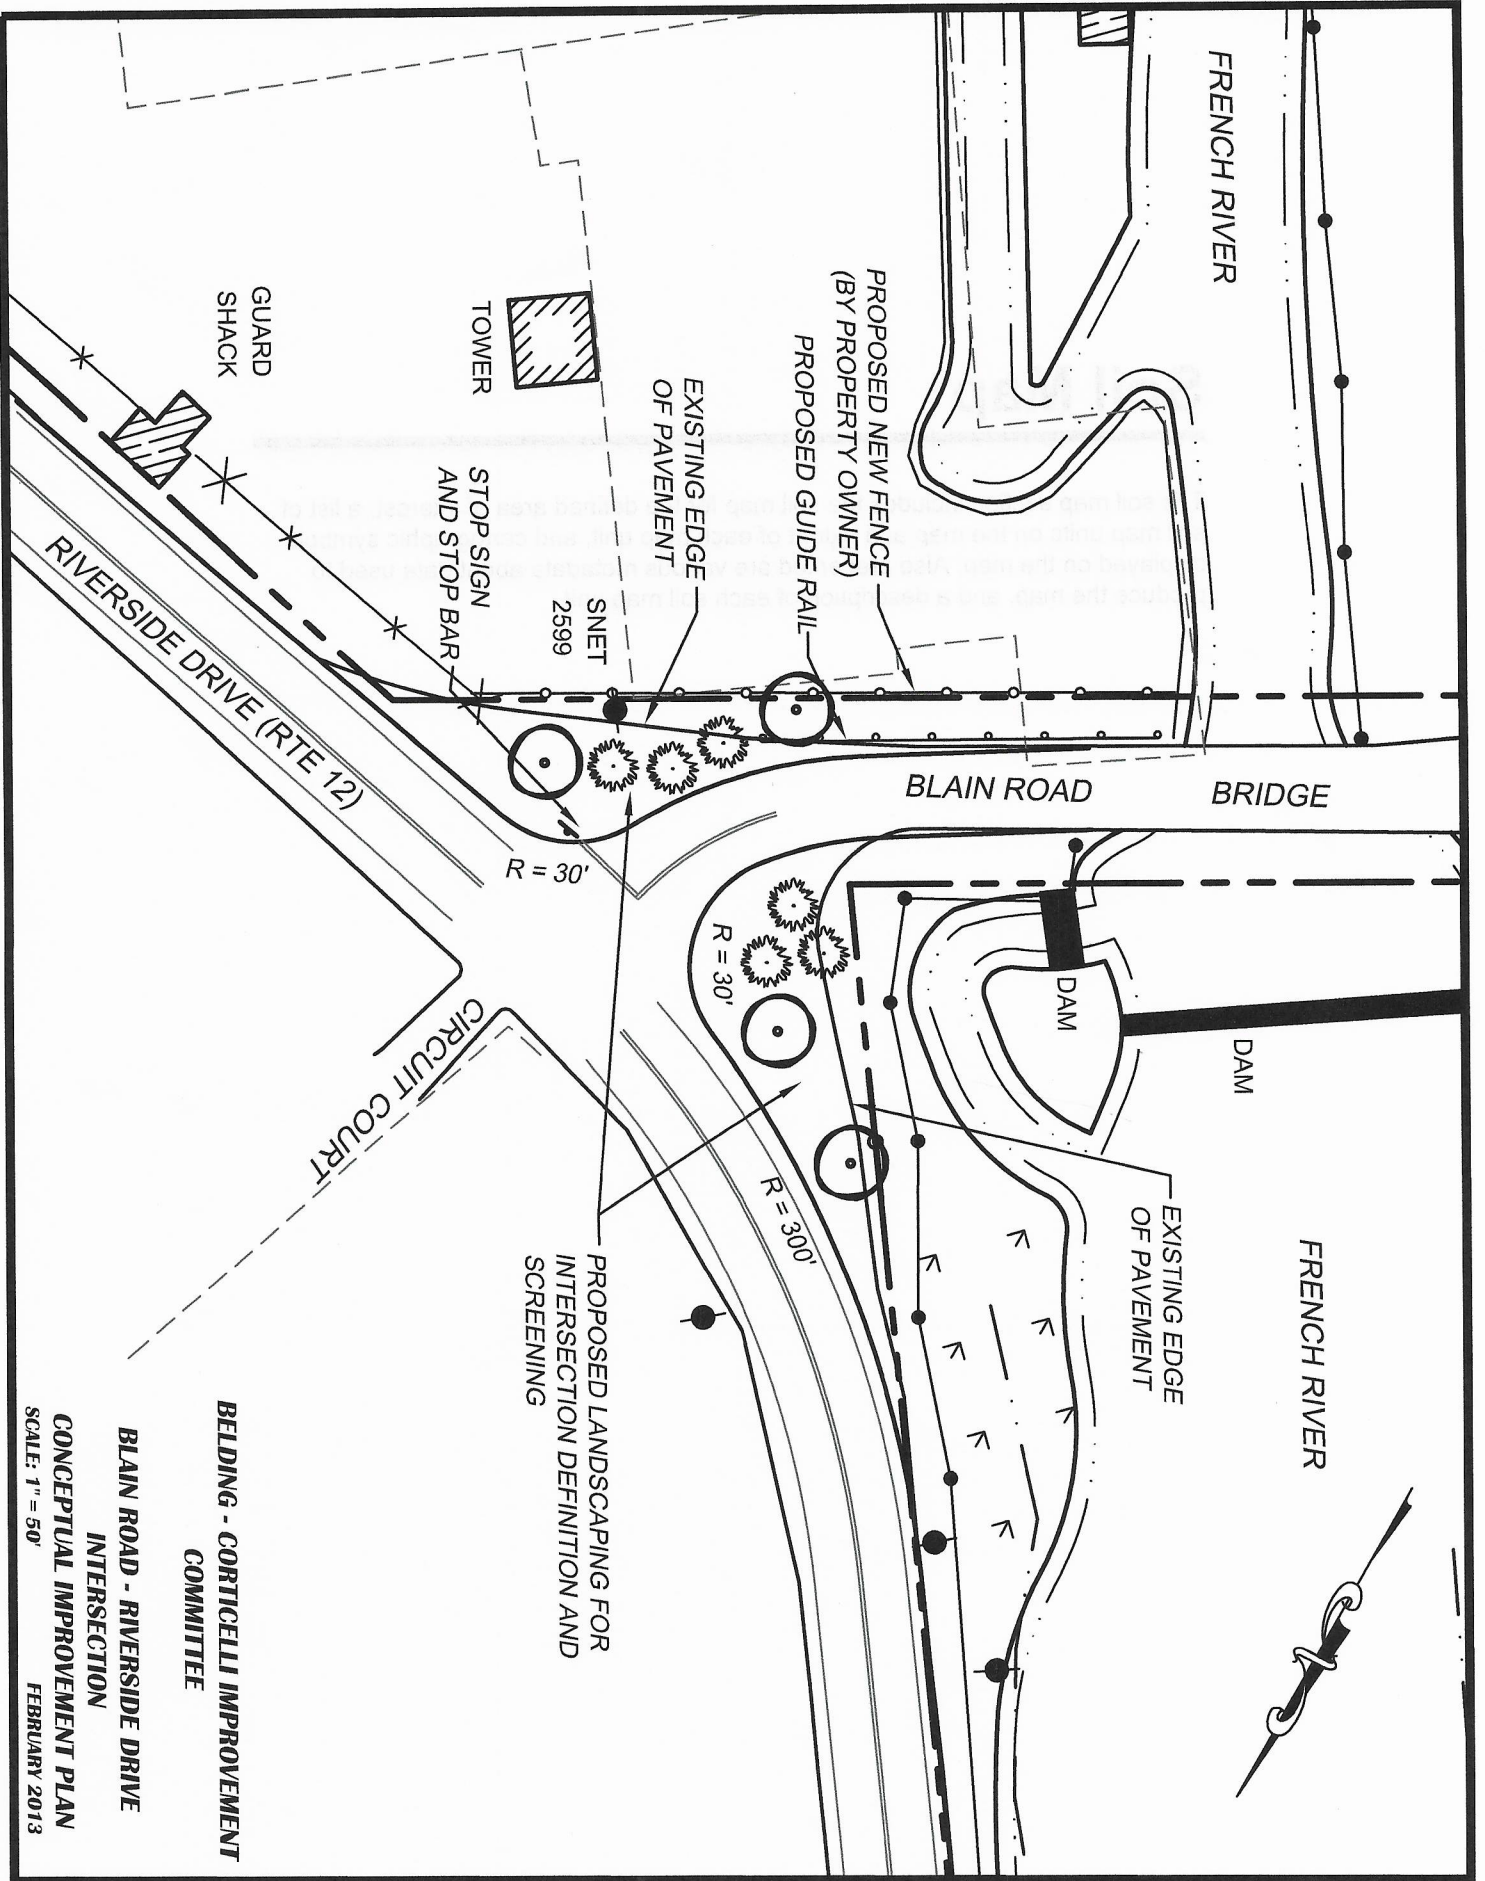 FRENCH RIVER
PROPOSED NEW FENCE
(BY PROPERTY OWNER)
PROPOSED GUIDE RAIL
EXISTING EDGE
OF PAVEMENT
STOP SIGN
AND STOP BAR
SNET
2599
TOWER
GUARD
SHACK
RIVERSIDE DRIVE (RTE 12)
BLAIN ROAD
BRIDGE
R = 30'
R = 30'
R = 300'
DAM
DAM
CIRCUIT COURT
EXISTING EDGE
OF PAVEMENT
FRENCH RIVER
PROPOSED LANDSCAPING FOR
INTERSECTION DEFINITION AND
SCREENING
BELDING - CORTICELLI IMPROVEMENT
COMMITTEE
BLAIN ROAD - RIVERSIDE DRIVE
INTERSECTION
CONCEPTUAL IMPROVEMENT PLAN
SCALE: 1" = 50' FEBRUARY 2013